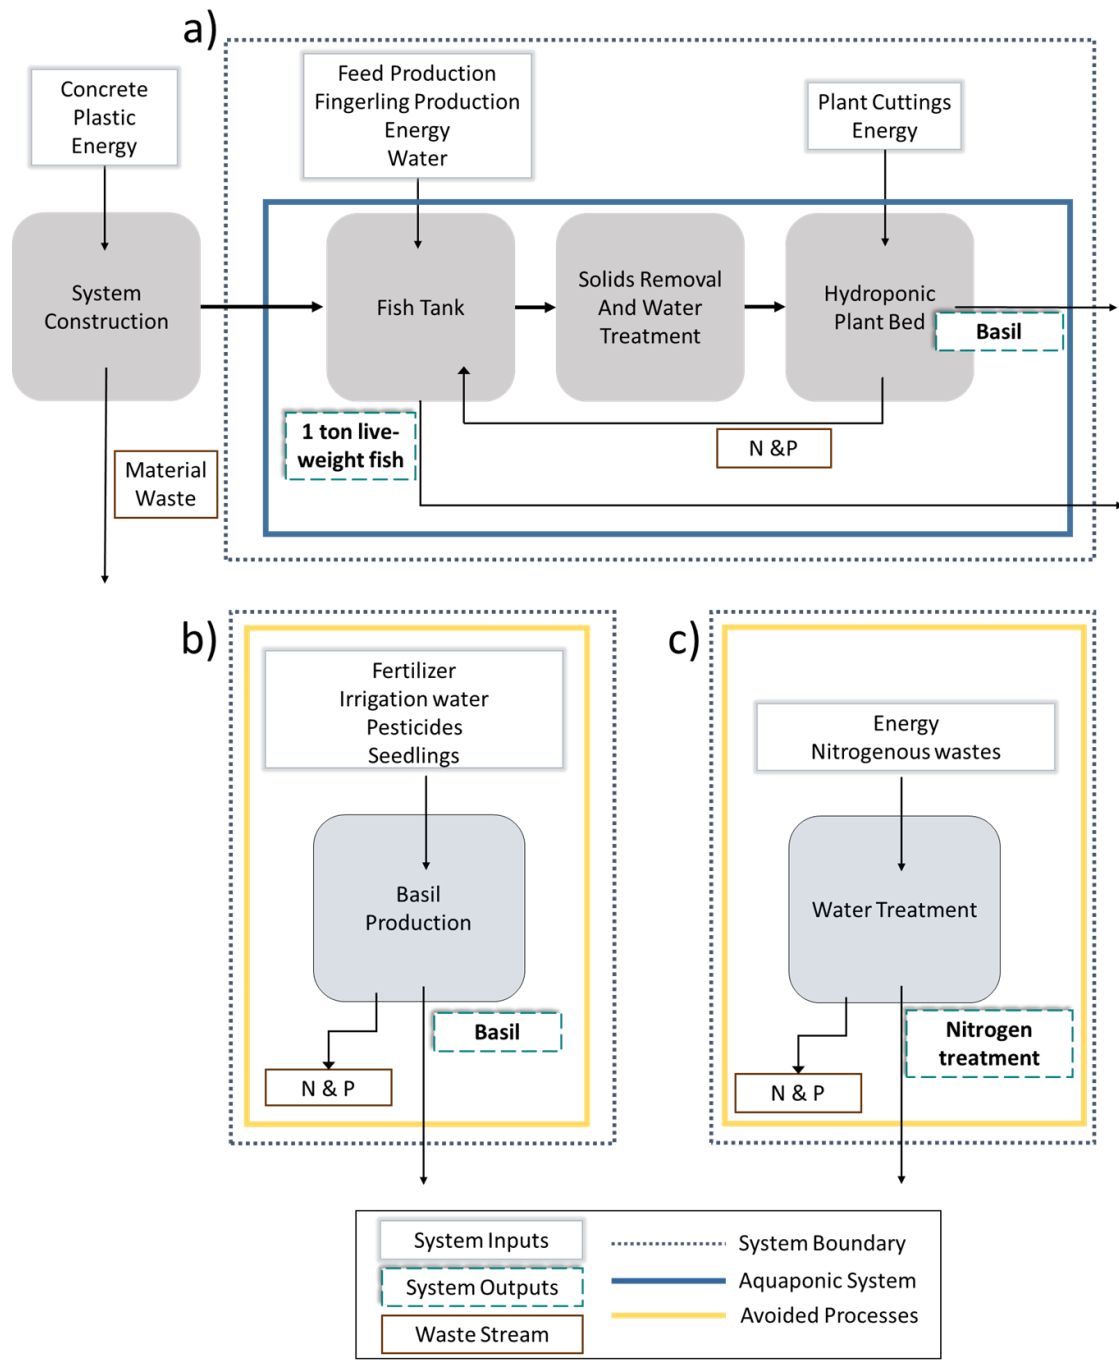 a)
Concrete
Plastic
Energy
Feed Production
Fingerling Production
Energy
Water
Plant Cuttings
Energy
System
Construction
Fish Tank
Solids Removal
And Water
Treatment
Hydroponic
Plant Bed
Basil
1 ton live-
weight fish
N &P
Material
Waste
b)
Fertilizer
Irrigation water
Pesticides
Seedlings
Basil
Production
Basil
N & P
c)
Energy
Nitrogenous wastes
Water Treatment
Nitrogen
treatment
N & P
System Inputs
System Outputs
Waste Stream
System Boundary
Aquaponic System
Avoided Processes